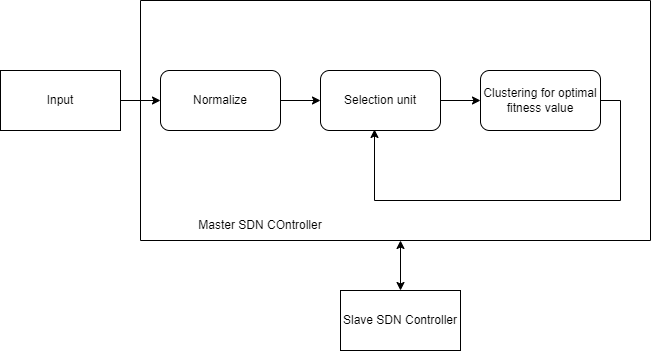 Input
Normalize
Selection unit
Clustering for optimal
fitness value
Master SDN COntroller
Slave SDN Controller